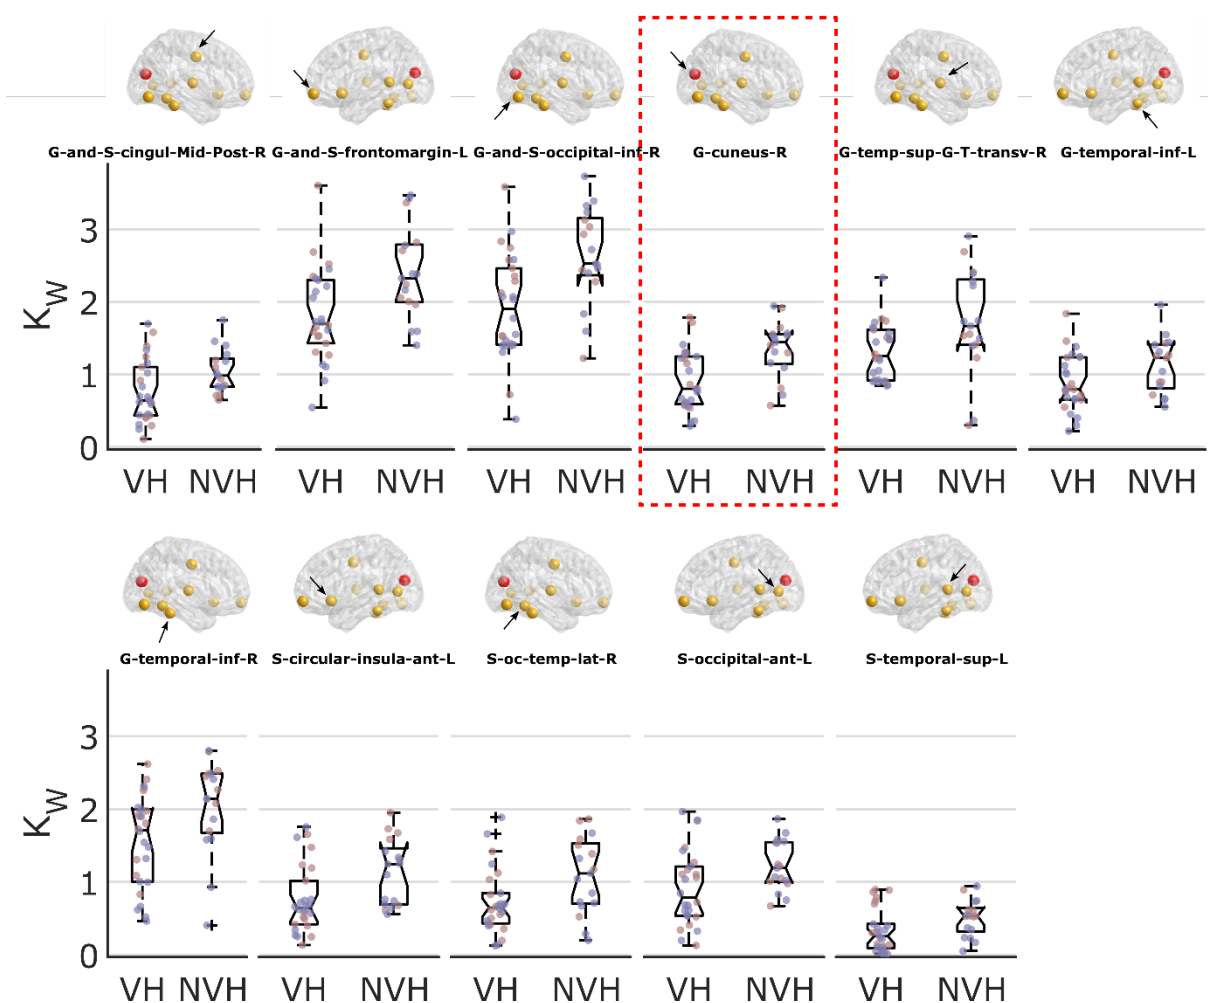 G-and-S-cingul-Mid-Post-R G-and-S-frontomargin-L G-and-S-occipital-inf-R G-cuneus-R G-temp-sup-G-T-transv-R G-temporal-inf-L
3
2
1
0
K_W
VH NVH VH NVH VH NVH VH NVH VH NVH VH NVH
G-temporal-inf-R S-circular-insula-ant-L S-oc-temp-lat-R S-occipital-ant-L S-temporal-sup-L
3
2
1
0
K_W
VH NVH VH NVH VH NVH VH NVH VH NVH